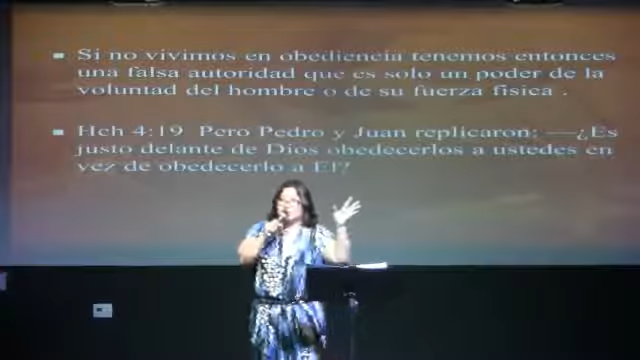 Si no vivimos en obediencia tenemos entonces
una falsa autoridad que es solo un poder de la
voluntad del hombre o de su fuerza fisica .
Hch 4:19 Pero Pedro y Juan replicaron: —¿Es
justo delante de Dios obedecerlos a ustedes en
vez de obedecerlo a Él?